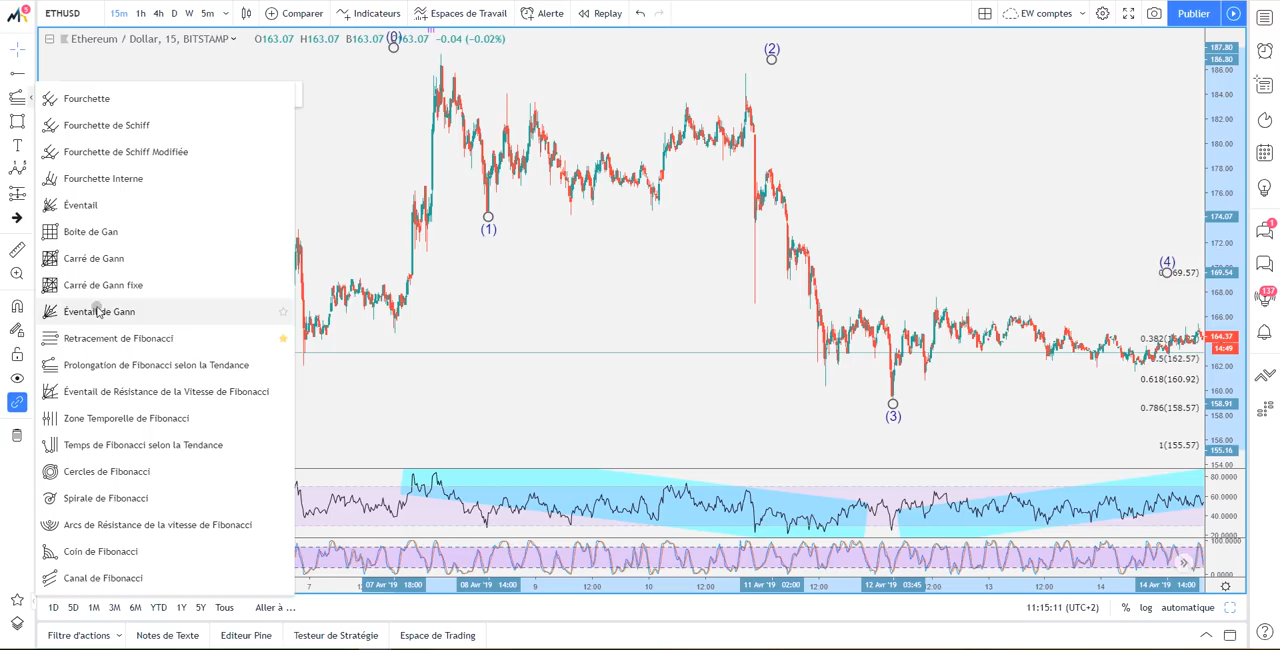 5
ETHUSD
15m 1h 4h D W 5m
Comparer
Indicateurs
Espaces de Travail
Alerte
Replay
EW comptes
Publier
Ethereum / Dollar, 15, BITSTAMP
O163.07 H163.07 B163.07 163.07 −0.04 (−0.02%)
Fourchette
Fourchette de Schiff
Fourchette de Schiff Modifiée
Fourchette Interne
Éventail
Boite de Gan
Carré de Gann
Carré de Gann fixe
Éventail de Gann
Retracement de Fibonacci
Prolongation de Fibonacci selon la Tendance
Éventail de Résistance de la Vitesse de Fibonacci
Zone Temporelle de Fibonacci
Temps de Fibonacci selon la Tendance
Cercles de Fibonacci
Spirale de Fibonacci
Arcs de Résistance de la vitesse de Fibonacci
Coin de Fibonacci
Canal de Fibonacci
(0)
(1)
(2)
(3)
(4)
0.5(162.57)
0.618(160.92)
0.786(158.57)
1(155.57)
187.80
186.80
186.00
184.00
182.00
180.00
178.00
176.00
174.07
172.00
169.54
168.00
166.00
164.37
14:49
162.00
160.00
158.91
156.00
155.16
154.00
80.0000
60.0000
40.0000
20.0000
100.0000
0.0000
7
07 Avr '19 18:00
08 Avr '19 14:00
9
12:00
10
12:00
11 Avr '19 02:00
12:00
12 Avr '19 03:45
12:00
13
12:00
14
14 Avr '19 14:00
1D 5D 1M 3M 6M YTD 1Y 5Y Tous Aller à ...
11:15:11 (UTC+2) % log automatique
Filtre d'actions
Notes de Texte
Editeur Pine
Testeur de Stratégie
Espace de Trading
1
137